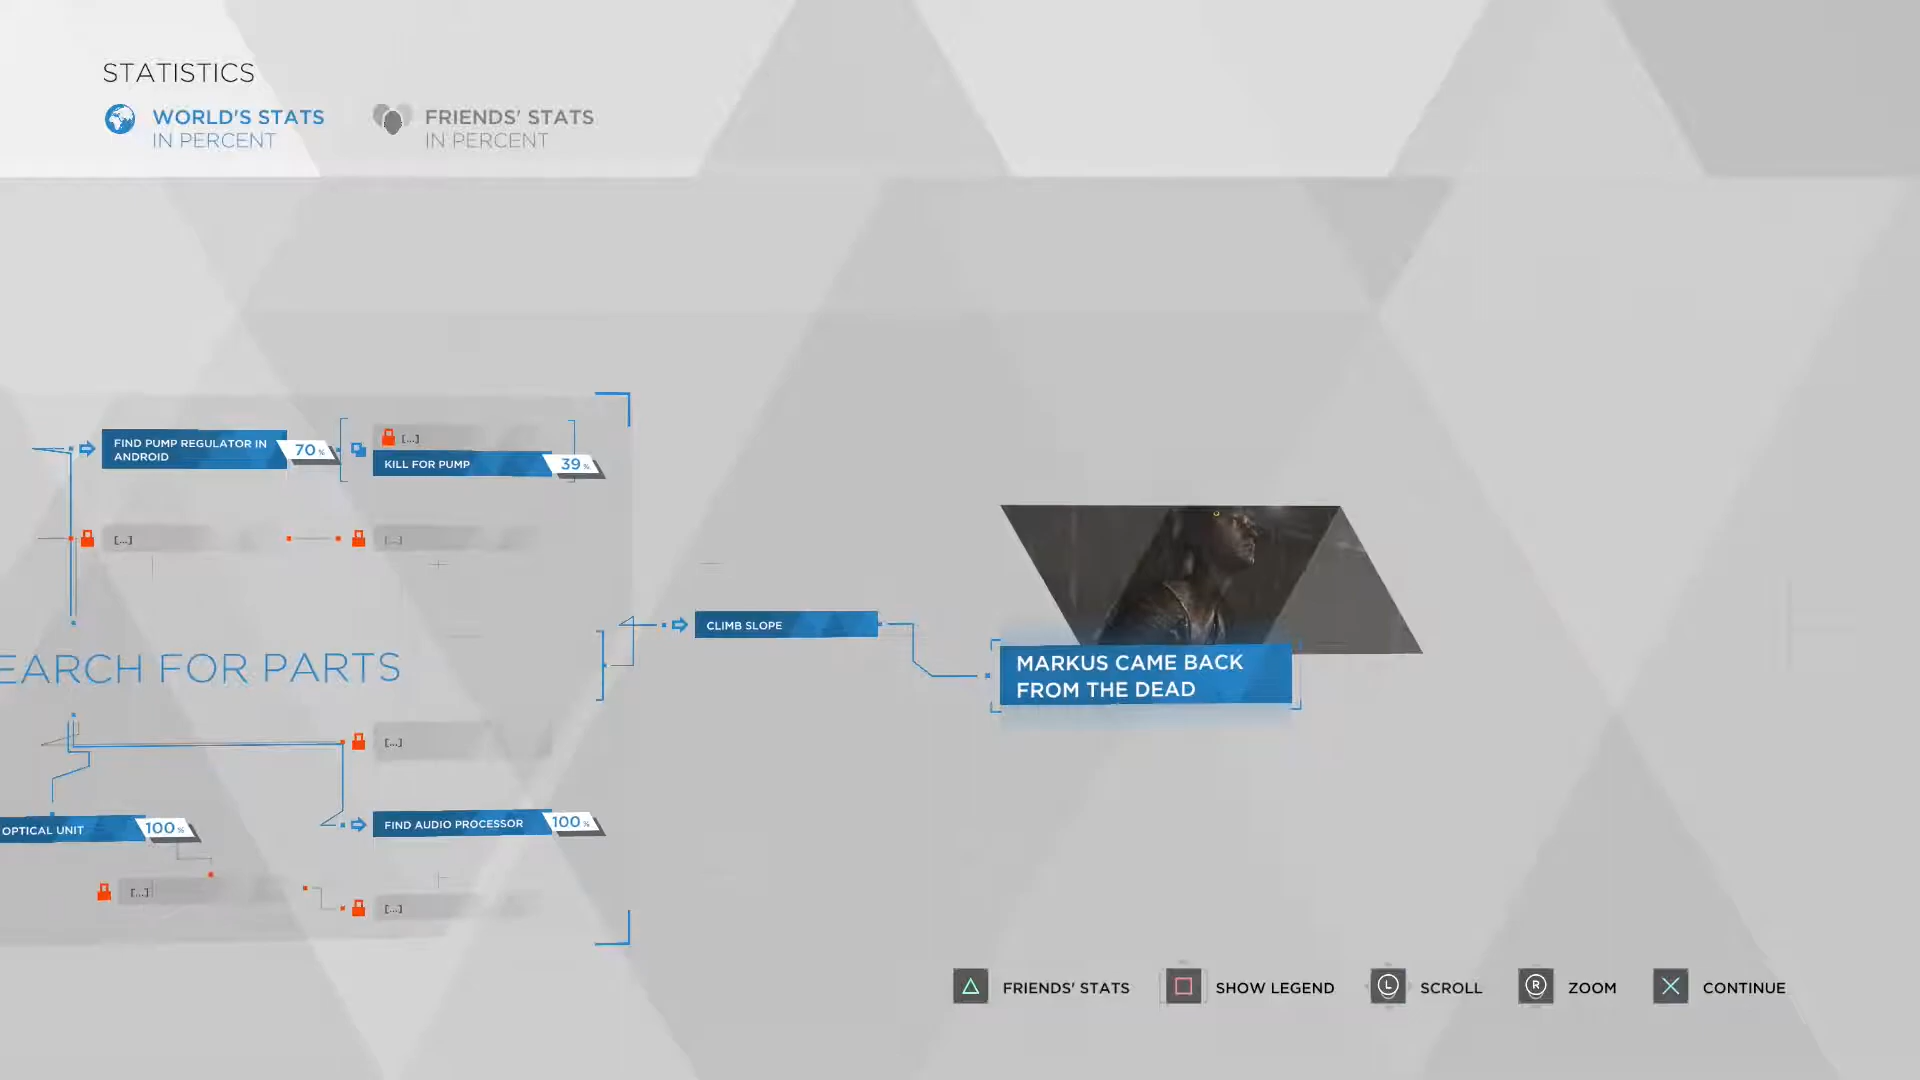 STATISTICS
WORLD'S STATS
IN PERCENT
FRIENDS' STATS
IN PERCENT
FIND PUMP REGULATOR IN
ANDROID
70%
[...]
KILL FOR PUMP
39%
[...]
[...]
CLIMB SLOPE
EARCH FOR PARTS
MARKUS CAME BACK
FROM THE DEAD
[...]
OPTICAL UNIT
100%
FIND AUDIO PROCESSOR
100%
[...]
[...]
FRIENDS' STATS
SHOW LEGEND
L
SCROLL
R
ZOOM
CONTINUE